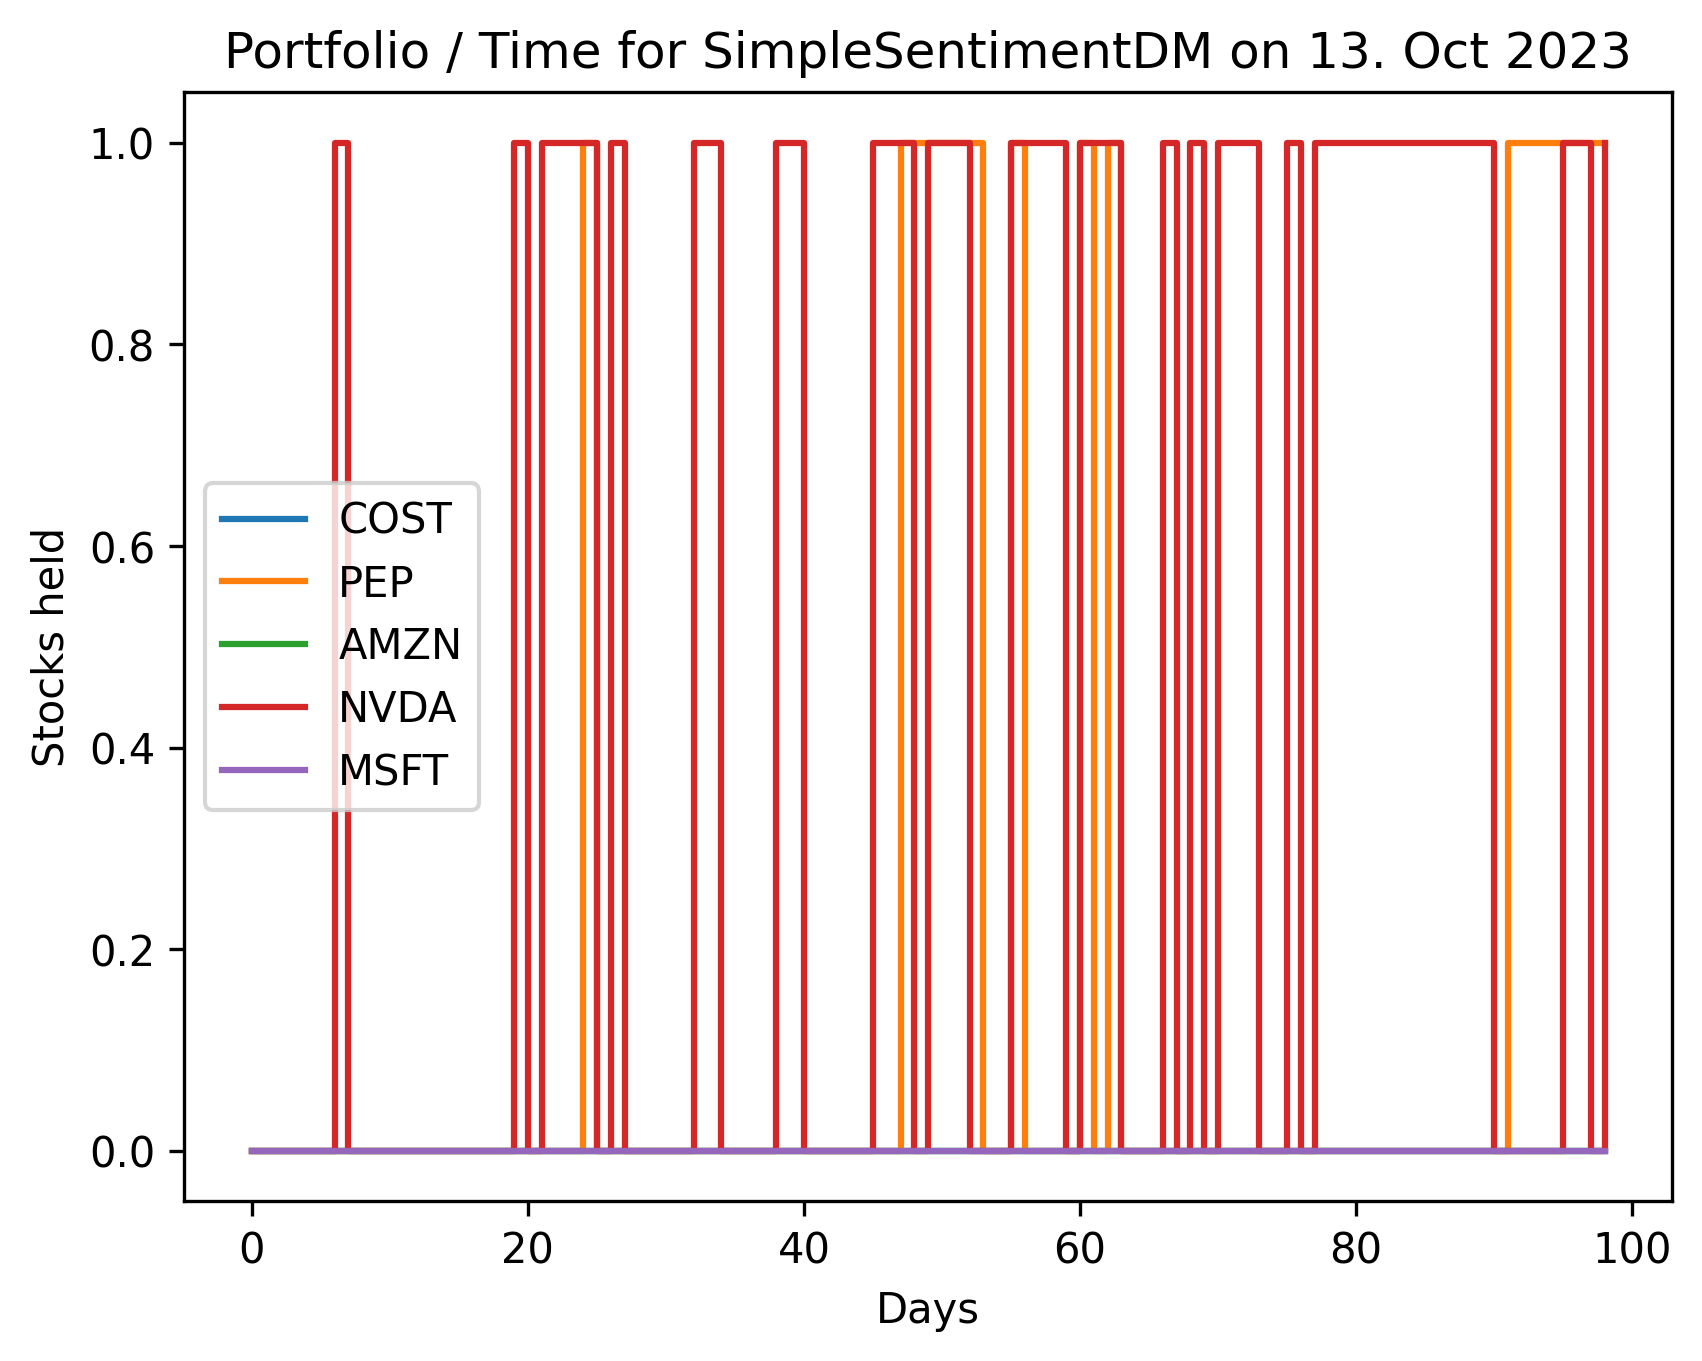 Portfolio / Time for SimpleSentimentDM on 13. Oct 2023
1.0
0.8
0.6
0.4
0.2
0.0
Stocks held
COST
PEP
AMZN
NVDA
MSFT
0 20 40 60 80 100
Days